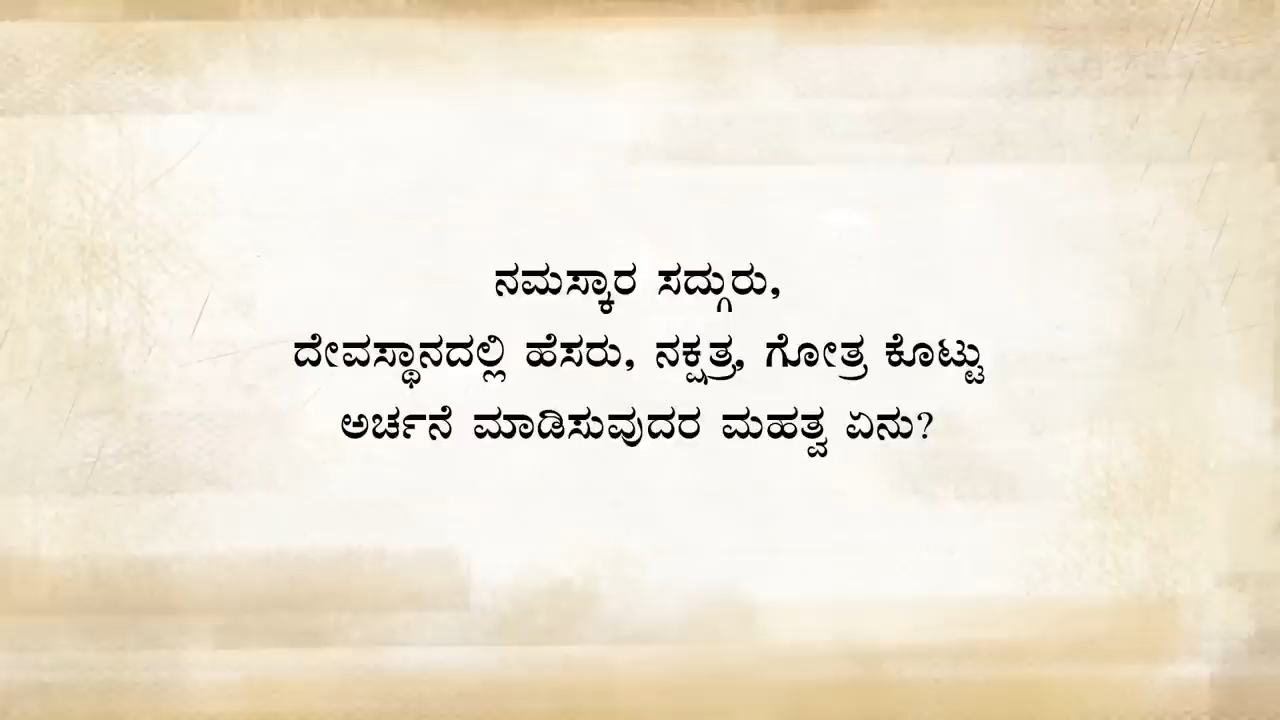 ನಮಸ್ಕಾರ ಸದ್ಗುರು,
ದೇವಸ್ಥಾನದಲ್ಲಿ ಹೆಸರು, ನಕ್ಷತ್ರ, ಗೋತ್ರ ಕೊಟ್ಟು
ಅರ್ಚನೆ ಮಾಡಿಸುವುದರ ಮಹತ್ವ ಏನು?